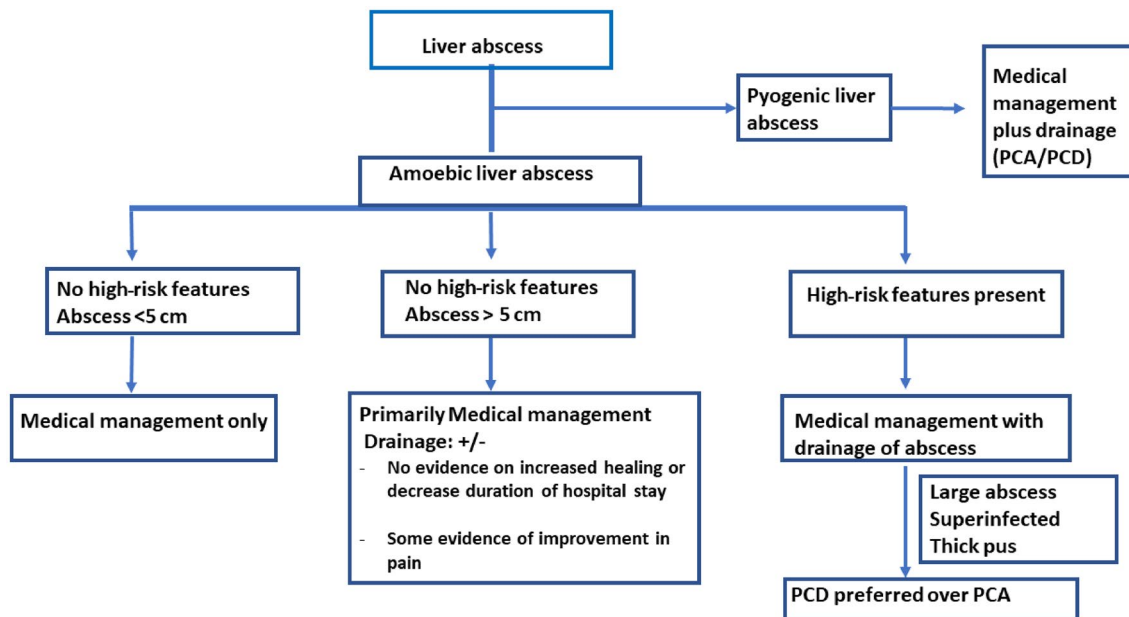 Liver abscess
Pyogenic liver
abscess
Medical
management
plus drainage
(PCA/PCD)
Amoebic liver abscess
No high-risk features
Abscess <5 cm
No high-risk features
Abscess > 5 cm
High-risk features present
Medical management only
Primarily Medical management
Drainage: +/-
- No evidence on increased healing or
decrease duration of hospital stay
- Some evidence of improvement in
pain
Medical management with
drainage of abscess
Large abscess
Superinfected
Thick pus
PCD preferred over PCA